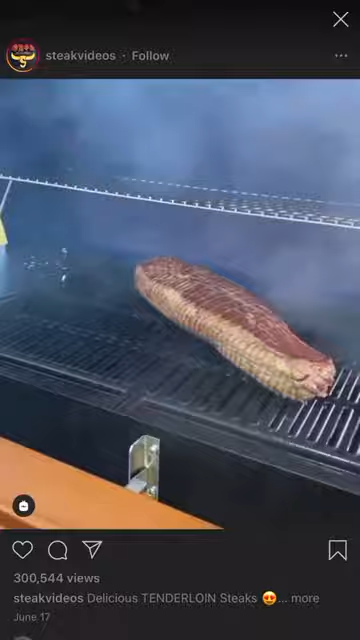 steakvideos · Follow
300,544 views
steakvideos Delicious TENDERLOIN Steaks 😍... more
June 17